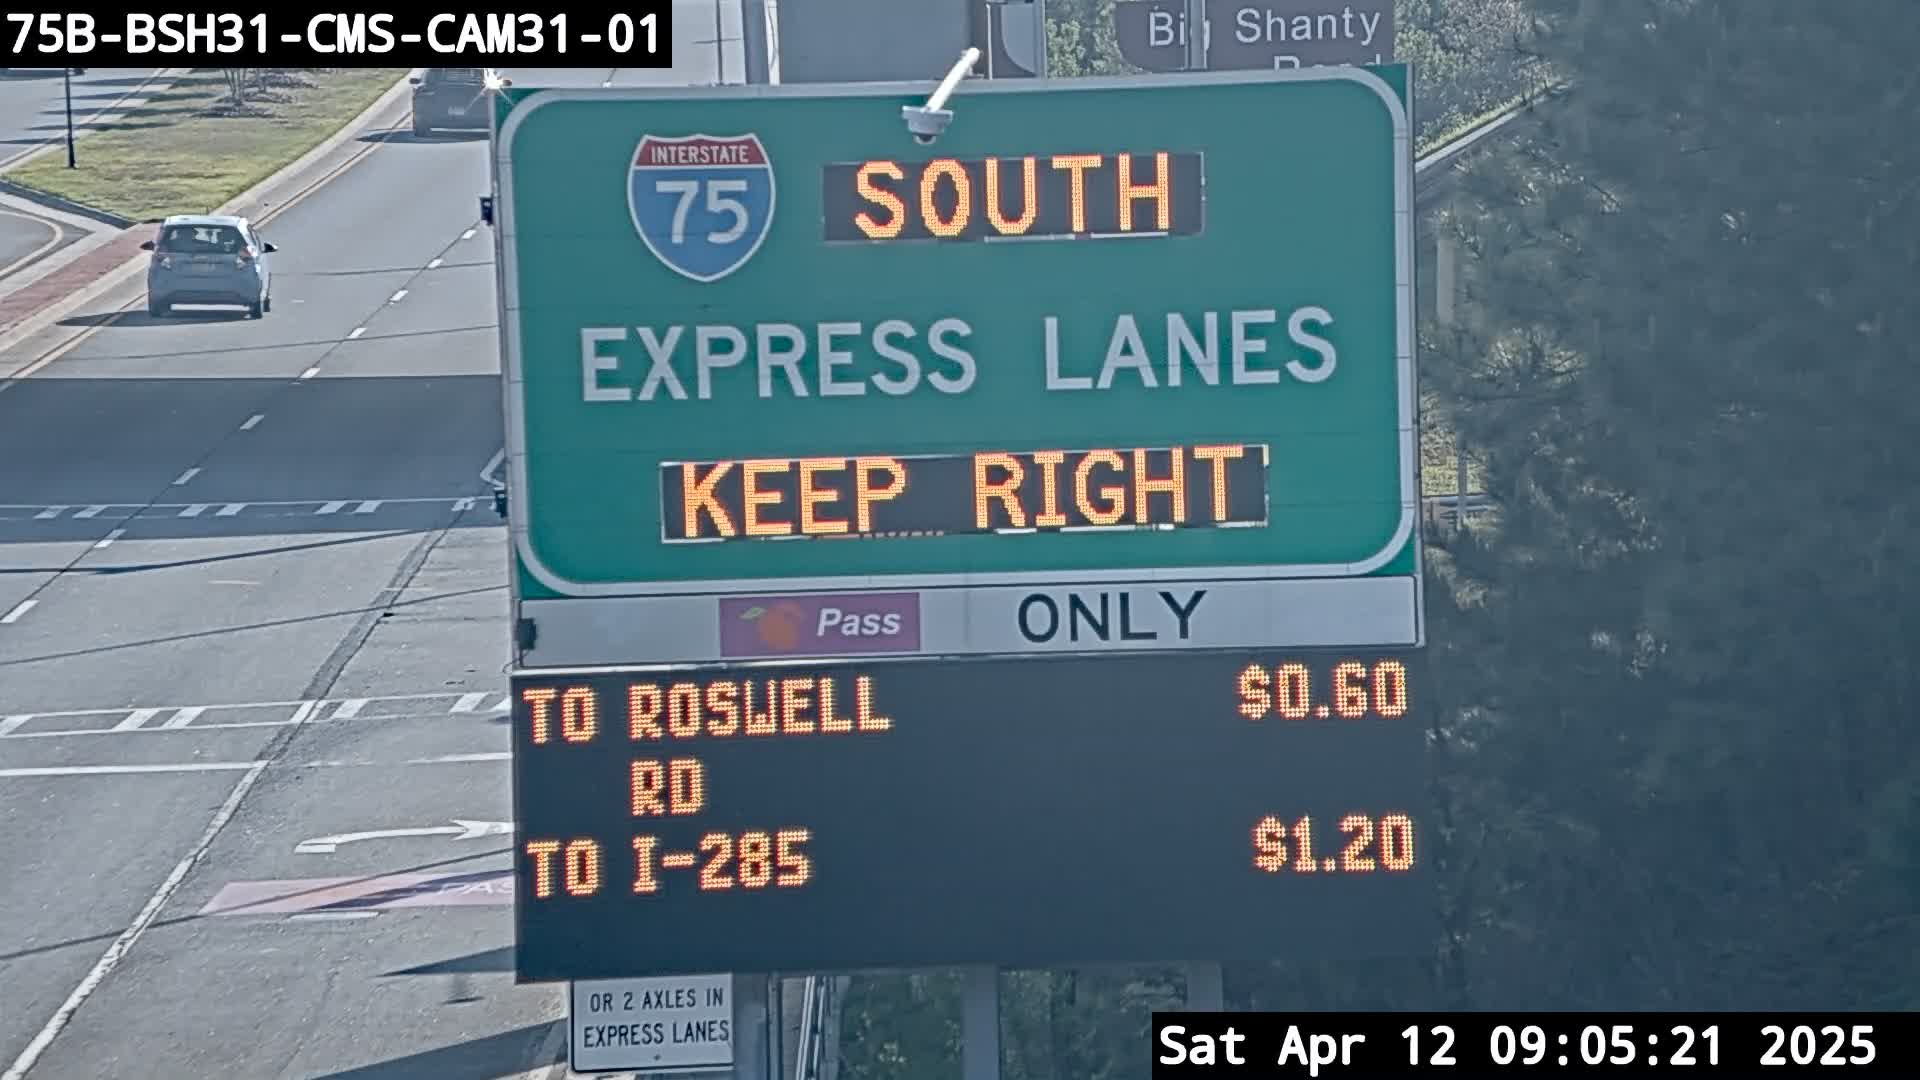 75B-BSH31-CMS-CAM31-01
Big Shanty
Road
INTERSTATE
75
SOUTH
EXPRESS LANES
KEEP RIGHT
Pass ONLY
TO ROSWELL $0.60
RD
TO I-285 $1.20
OR 2 AXLES IN
EXPRESS LANES
Sat Apr 12 09:05:21 2025